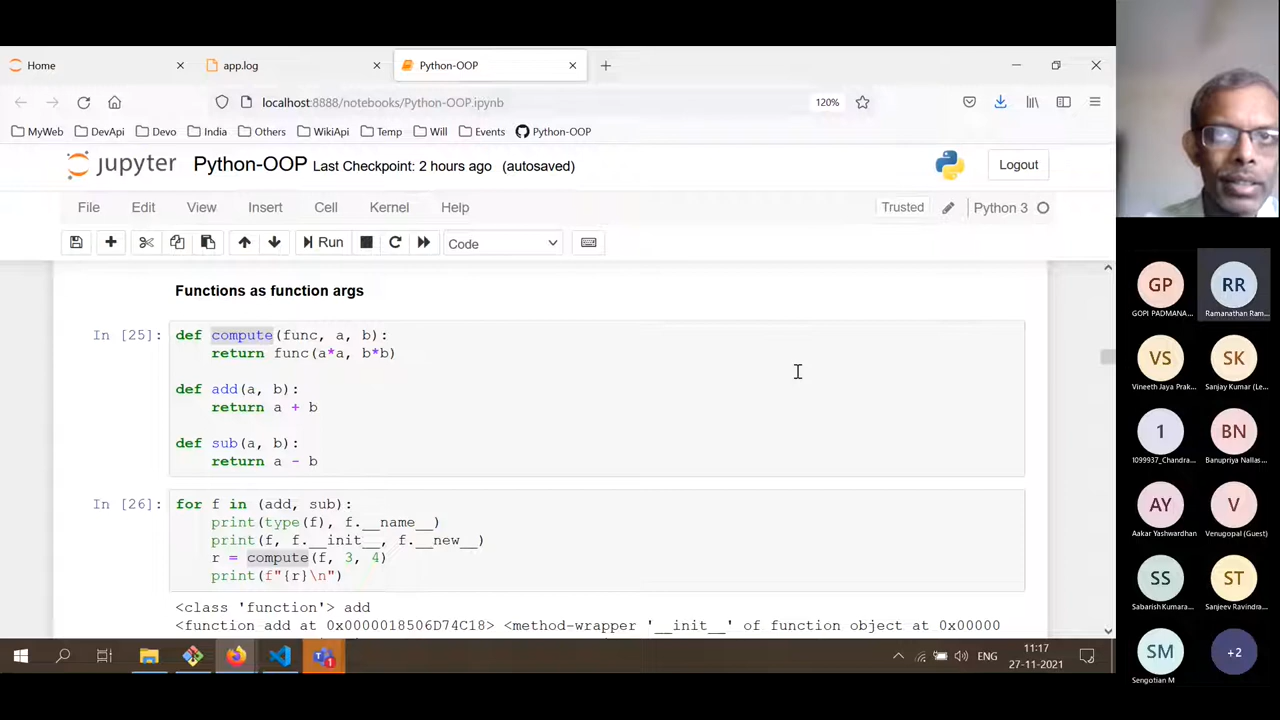 Home
app.log
Python-OOP
localhost:8888/notebooks/Python-OOP.ipynb
120%
MyWeb DevApi Devo India Others WikiApi Temp Will Events Python-OOP
jupyter Python-OOP Last Checkpoint: 2 hours ago (autosaved)
Logout
File Edit View Insert Cell Kernel Help
Trusted Python 3
Run Code
Functions as function args
In [25]: def compute(func, a, b):
return func(a*a, b*b)
def add(a, b):
return a + b
def sub(a, b):
return a - b
In [26]: for f in (add, sub):
print(type(f), f.__name__)
print(f, f.__init__, f.__new__)
r = compute(f, 3, 4)
print(f"{r}\n")
<class 'function'> add
<function add at 0x0000018506D74C18> <method-wrapper '__init__' of function object at 0x00000
ENG
11:17
27-11-2021
1
GP RR
GOPI PADMANA... Ramanathan Ram...
VS SK
Vineeth Jaya Prak... Sanjay Kumar (Le...
1 BN
1099937_Chandra... Banupriya Nallas...
AY V
Aakar Yashwardhan Venugopal (Guest)
SS ST
Sabarish Kumara... Sanjeev Ravindra...
SM +2
Sengotian M